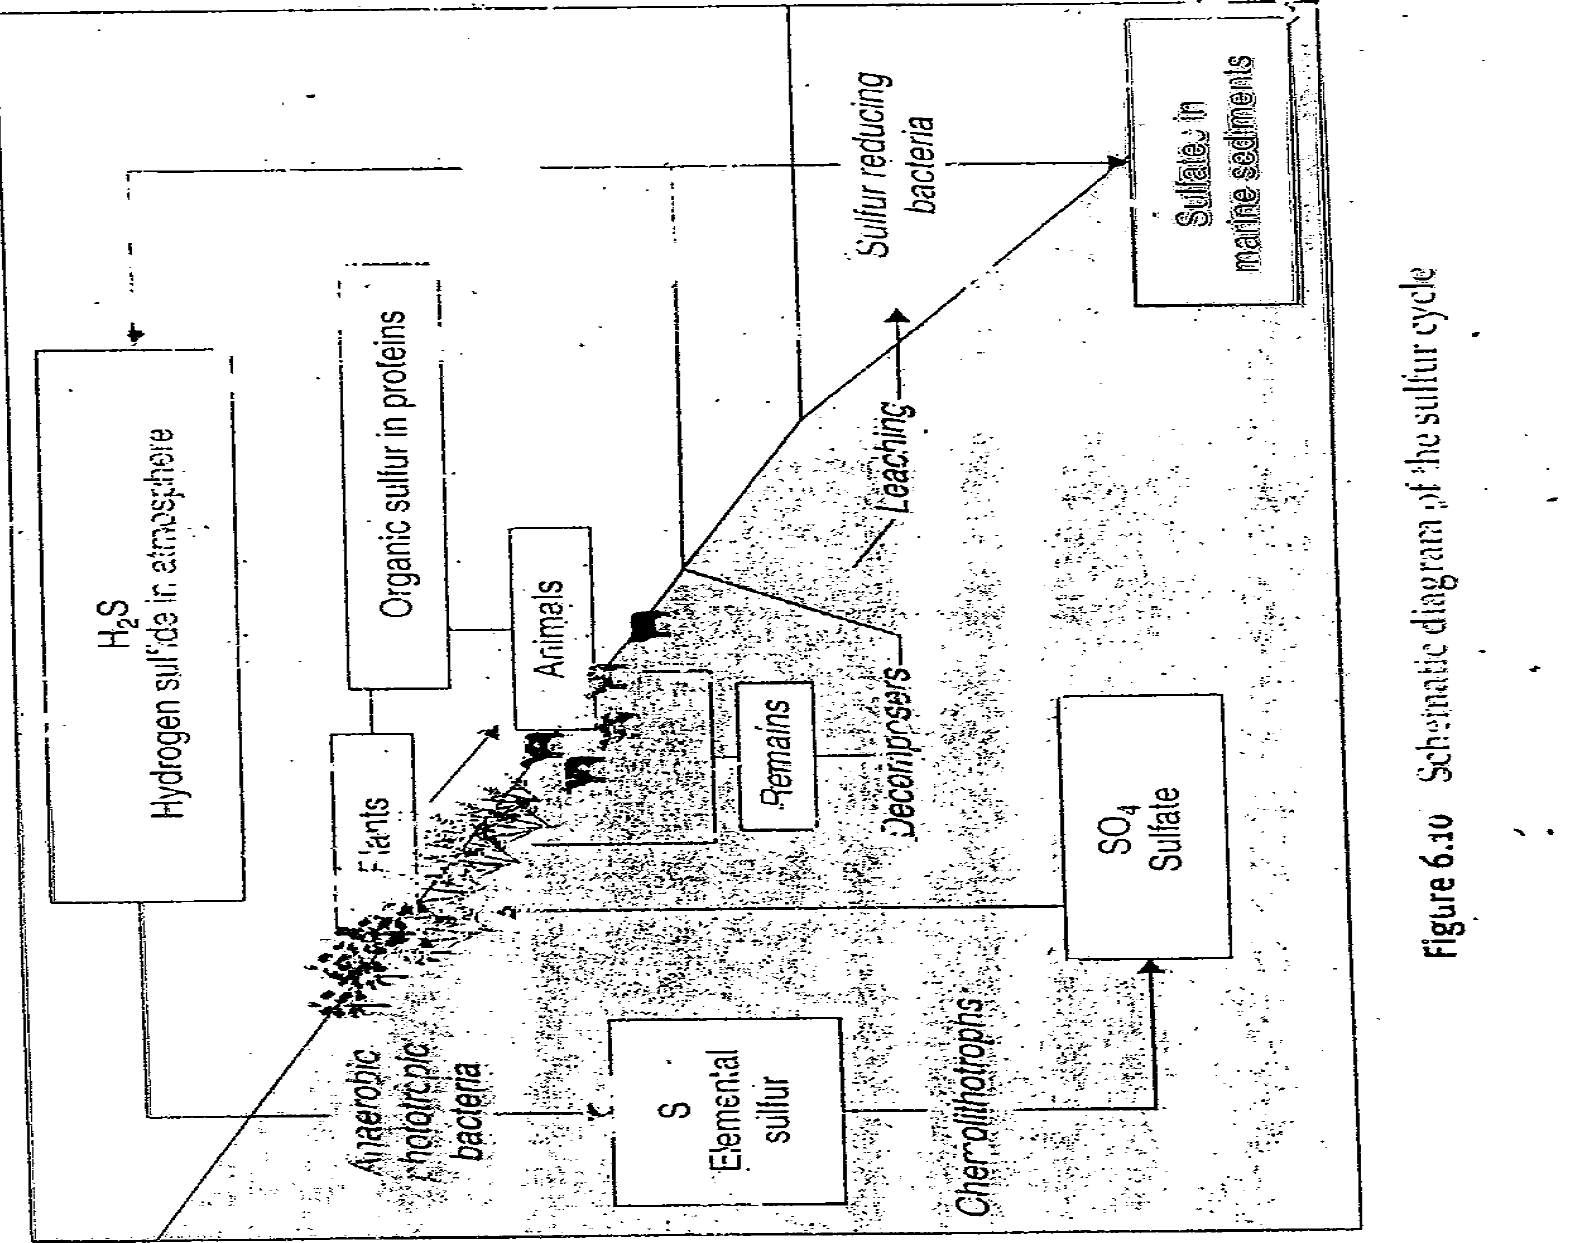 H₂S
Hydrogen sulfide in atmosphere
Organic sulfur in proteins
Plants
Animals
Remains
Decomposers
Leaching
Sulfur reducing
bacteria
Sulfates in
marine sediments
Anaerobic
phototropic
bacteria
S
Elemental
sulfur
Chemolithotrophs
SO₄
Sulfate
Figure 6.10 Schematic diagram of the sulfur cycle